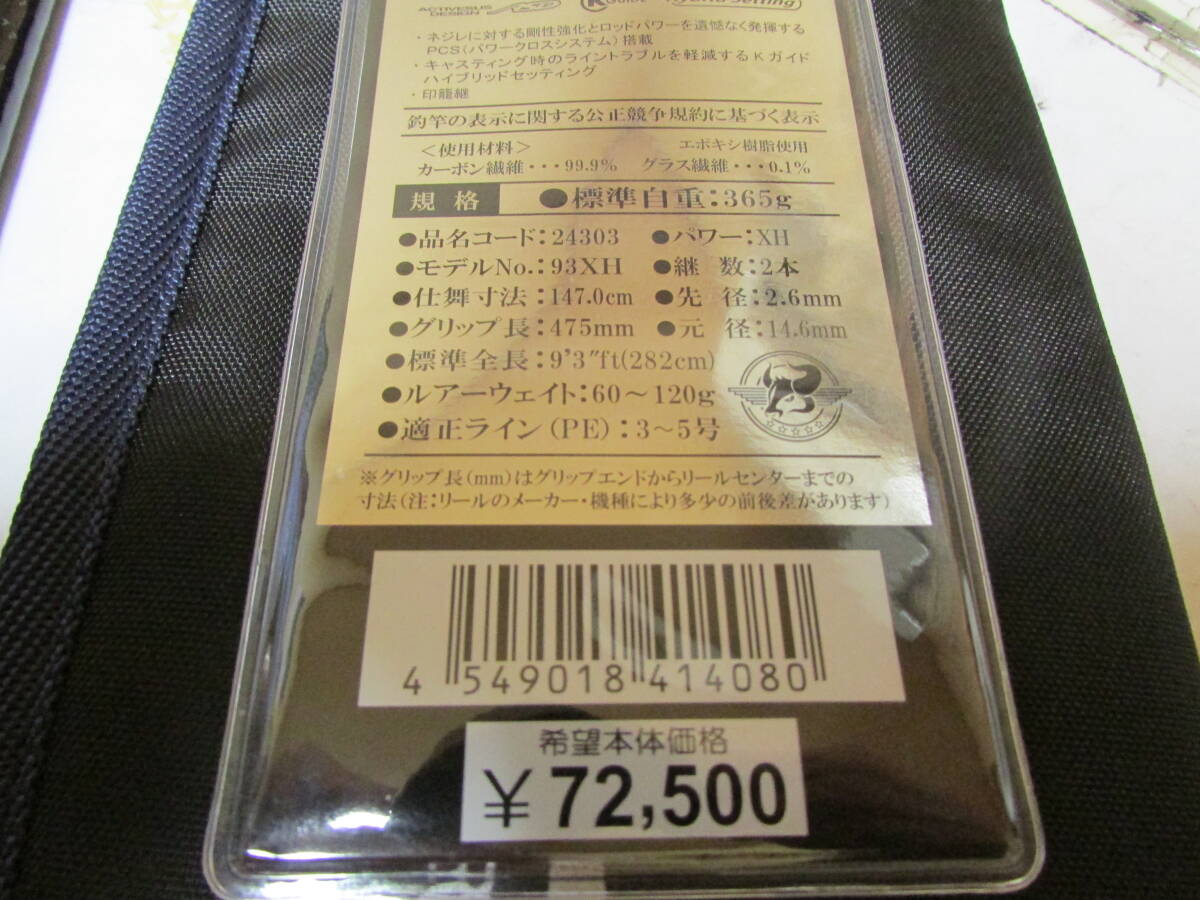 ACTIVESUS
DESIGN
K Guide Hybrid Setting
・ネジレに対する剛性強化とロッドパワーを遺憾なく発揮する
PCS(パワークロスシステム)搭載
・キャスティング時のライントラブルを軽減するKガイド
ハイブリッドセッティング
・印籠継
釣竿の表示に関する公正競争規約に基づく表示
〈使用材料〉 エポキシ樹脂使用
カーボン繊維・・・99.9% グラス繊維・・・0.1%
規格 ●標準自重:365g
●品名コード:24303 ●パワー:XH
●モデルNo.:93XH ●継 数:2本
●仕舞寸法:147.0cm ●先 径:2.6mm
●グリップ長:475mm ●元 径:14.6mm
●標準全長:9'3"ft(282cm)
●ルアーウェイト:60～120g
●適正ライン(PE):3～5号
※グリップ長(mm)はグリップエンドからリールセンターまでの
寸法(注:リールのメーカー・機種により多少の前後差があります)
4 549018 414080
希望本体価格
¥72,500